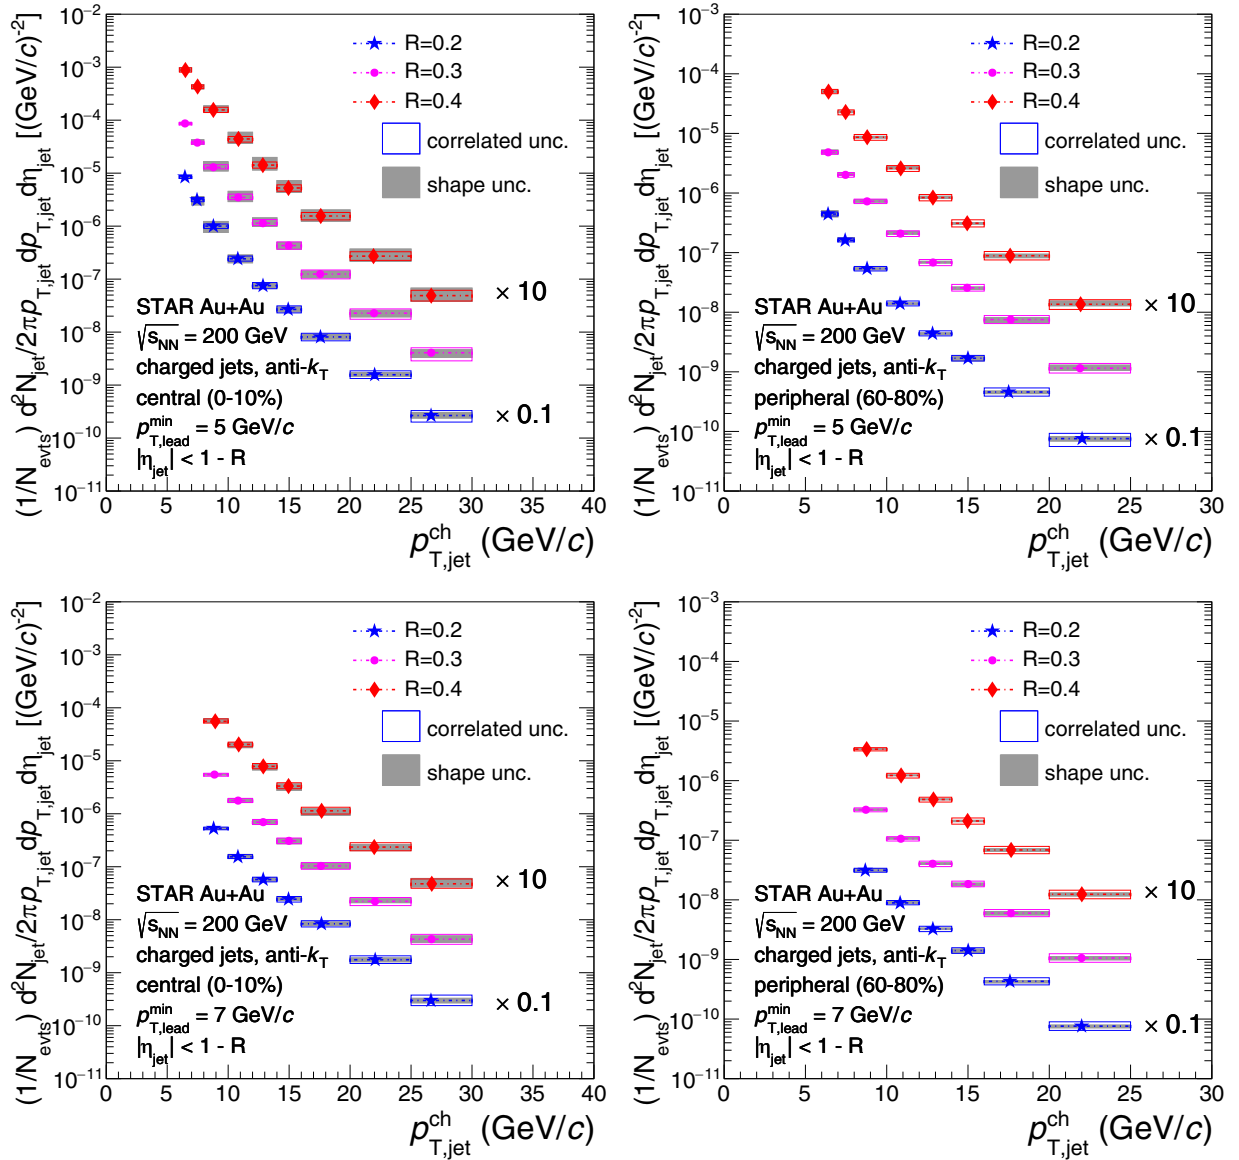 (1/N_evts) d²N_jet/2πp_T,jet dp_T,jet dη_jet [(GeV/c)⁻²]
10⁻²
10⁻³
10⁻⁴
10⁻⁵
10⁻⁶
10⁻⁷
10⁻⁸
10⁻⁹
10⁻¹⁰
10⁻¹¹
R=0.2
R=0.3
R=0.4
correlated unc.
shape unc.
× 10
× 0.1
STAR Au+Au
√s_NN = 200 GeV
charged jets, anti-k_T
central (0-10%)
p_T,lead^min = 5 GeV/c
|η_jet| < 1 - R
0 5 10 15 20 25 30 35 40
p_T,jet^ch (GeV/c)
(1/N_evts) d²N_jet/2πp_T,jet dp_T,jet dη_jet [(GeV/c)⁻²]
10⁻³
10⁻⁴
10⁻⁵
10⁻⁶
10⁻⁷
10⁻⁸
10⁻⁹
10⁻¹⁰
10⁻¹¹
R=0.2
R=0.3
R=0.4
correlated unc.
shape unc.
× 10
× 0.1
STAR Au+Au
√s_NN = 200 GeV
charged jets, anti-k_T
peripheral (60-80%)
p_T,lead^min = 5 GeV/c
|η_jet| < 1 - R
0 5 10 15 20 25 30
p_T,jet^ch (GeV/c)
(1/N_evts) d²N_jet/2πp_T,jet dp_T,jet dη_jet [(GeV/c)⁻²]
10⁻²
10⁻³
10⁻⁴
10⁻⁵
10⁻⁶
10⁻⁷
10⁻⁸
10⁻⁹
10⁻¹⁰
10⁻¹¹
R=0.2
R=0.3
R=0.4
correlated unc.
shape unc.
× 10
× 0.1
STAR Au+Au
√s_NN = 200 GeV
charged jets, anti-k_T
central (0-10%)
p_T,lead^min = 7 GeV/c
|η_jet| < 1 - R
0 5 10 15 20 25 30 35 40
p_T,jet^ch (GeV/c)
(1/N_evts) d²N_jet/2πp_T,jet dp_T,jet dη_jet [(GeV/c)⁻²]
10⁻³
10⁻⁴
10⁻⁵
10⁻⁶
10⁻⁷
10⁻⁸
10⁻⁹
10⁻¹⁰
10⁻¹¹
R=0.2
R=0.3
R=0.4
correlated unc.
shape unc.
× 10
× 0.1
STAR Au+Au
√s_NN = 200 GeV
charged jets, anti-k_T
peripheral (60-80%)
p_T,lead^min = 7 GeV/c
|η_jet| < 1 - R
0 5 10 15 20 25 30
p_T,jet^ch (GeV/c)